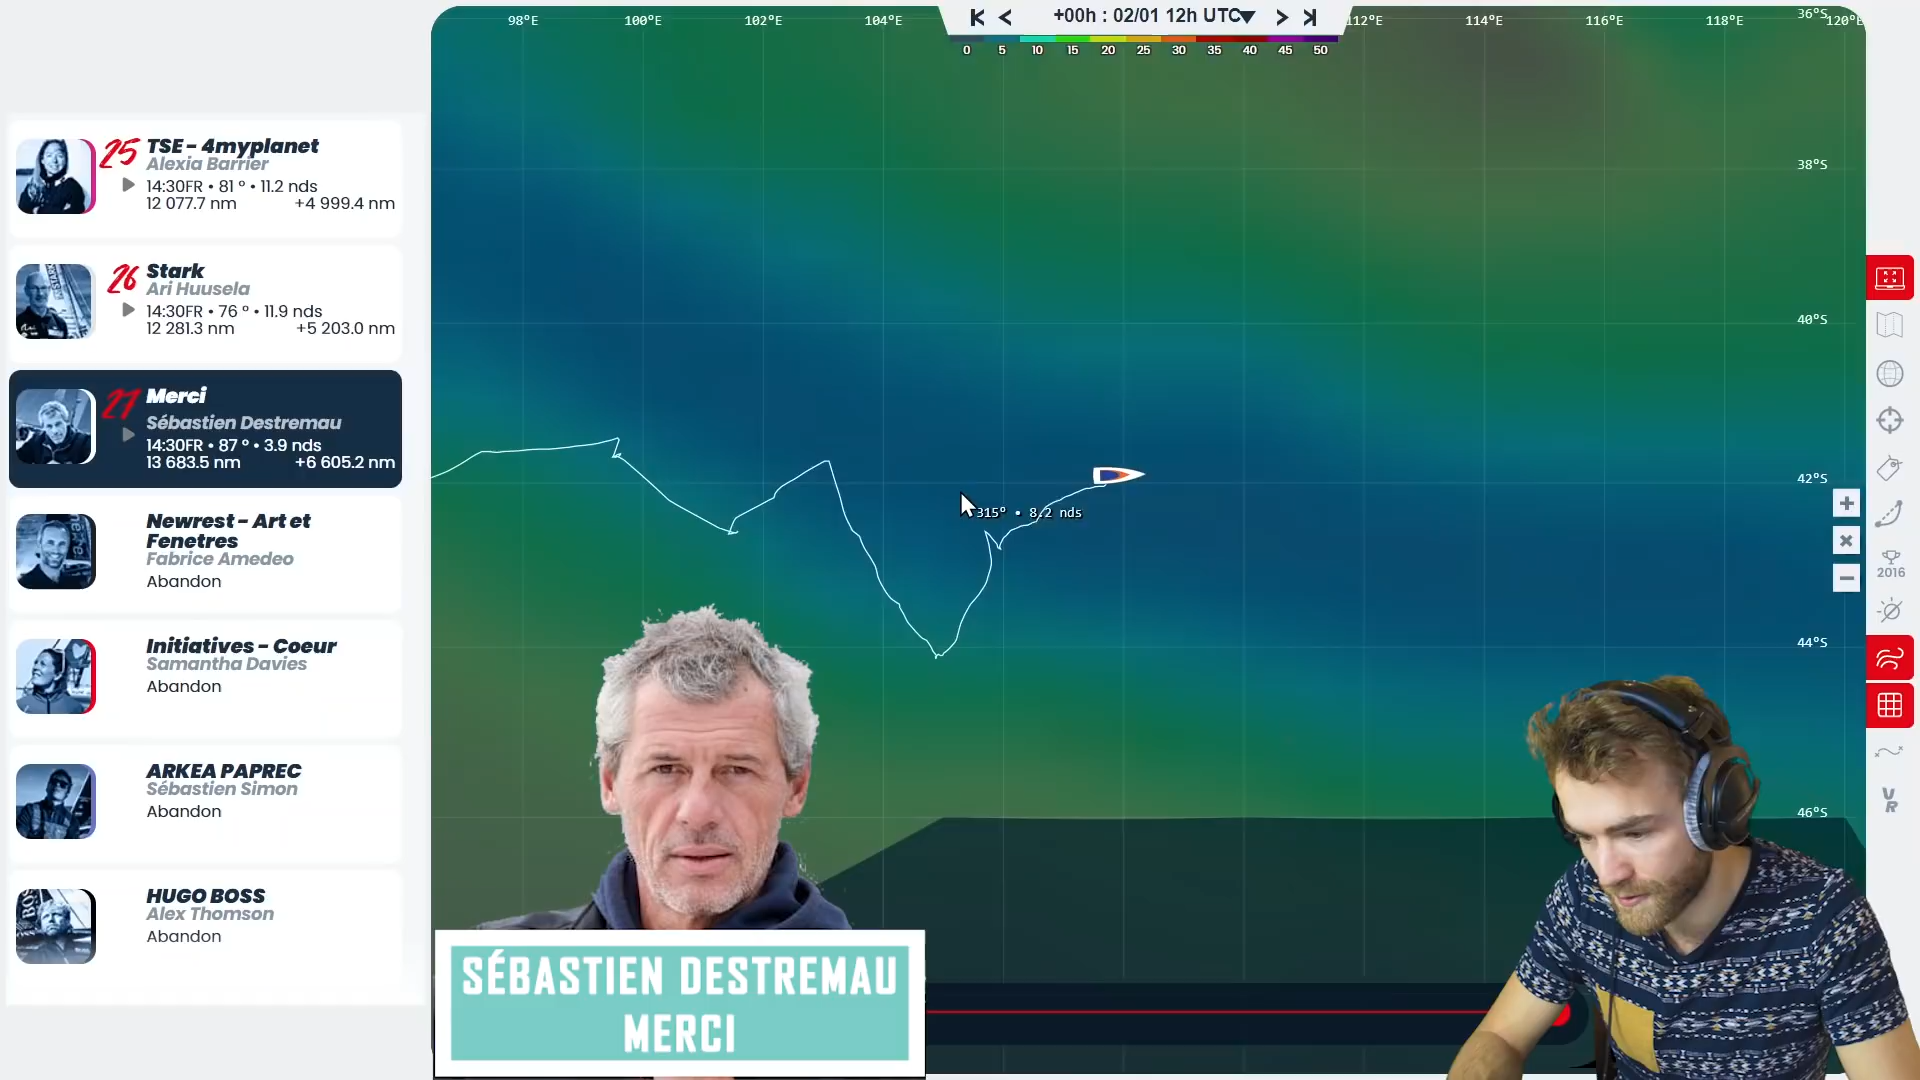 98°E 100°E 102°E 104°E
+00h : 02/01 12h UTC
112°E 114°E 116°E 118°E 120°E
36°S
0 5 10 15 20 25 30 35 40 45 50
25 TSE - 4myplanet
Alexia Barrier
14:30FR • 81 ° • 11.2 nds
12 077.7 nm +4 999.4 nm
38°S
26 Stark
Ari Huusela
14:30FR • 76 ° • 11.9 nds
12 281.3 nm +5 203.0 nm
40°S
27 Merci
Sébastien Destremau
14:30FR • 87 ° • 3.9 nds
13 683.5 nm +6 605.2 nm
42°S
315° • 8.2 nds
Newrest - Art et
Fenetres
Fabrice Amedeo
Abandon
2016
Initiatives - Coeur
Samantha Davies
Abandon
44°S
ARKEA PAPREC
Sébastien Simon
Abandon
46°S
VR
HUGO BOSS
Alex Thomson
Abandon
SÉBASTIEN DESTREMAU
MERCI